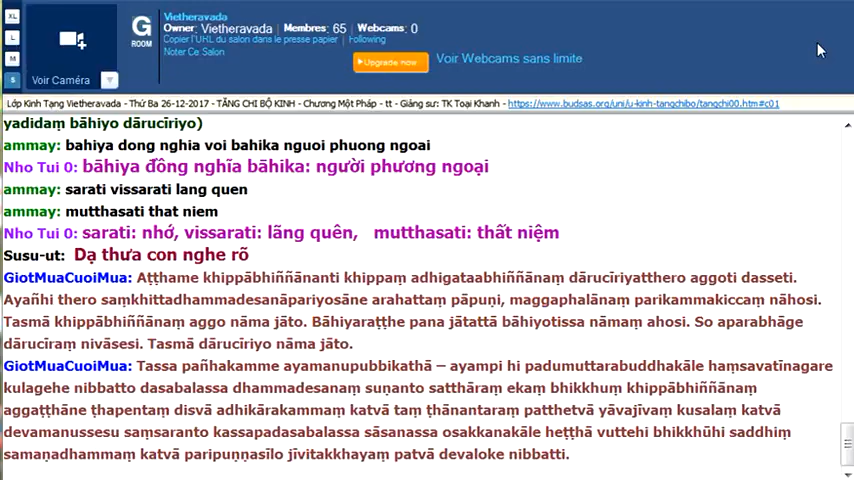 XL
L
M
S
Voir Caméra
G
ROOM
Vietheravada
Owner: Vietheravada Membres: 65 Webcams: 0
Copier l'URL du salon dans le presse papier | Following
Noter Ce Salon
Upgrade now
Voir Webcams sans limite
Lớp Kinh Tạng Vietheravada - Thứ Ba 26-12-2017 - TĂNG CHI BỘ KINH - Chương Một Pháp - tt - Giảng sư: TK Toại Khanh - https://www.budsas.org/uni/u-kinh-tangchibo/tangchi00.htm#c01
yadidaṃ bāhiyo dārucīriyo)
ammay: bahiya dong nghia voi bahika nguoi phuong ngoai
Nho Tui 0: bāhiya đồng nghĩa bāhika: người phương ngoại
ammay: sarati vissarati lang quen
ammay: mutthasati that niem
Nho Tui 0: sarati: nhớ, vissarati: lãng quên, mutthasati: thất niệm
Susu-ut: Dạ thưa con nghe rõ
GiotMuaCuoiMua: Aṭṭhame khippābhiññānanti khippaṃ adhigataabhiññānaṃ dārucīriyatthero aggoti dasseti.
Ayañhi thero saṃkhittadhammadesanāpariyosāne arahattaṃ pāpuṇi, maggaphalānaṃ parikammakiccaṃ nāhosi.
Tasmā khippābhiññānaṃ aggo nāma jāto. Bāhiyaraṭṭhe pana jātattā bāhiyotissa nāmaṃ ahosi. So aparabhāge
dārucīraṃ nivāsesi. Tasmā dārucīriyo nāma jāto.
GiotMuaCuoiMua: Tassa pañhakamme ayamanupubbikathā – ayampi hi padumuttarabuddhakāle haṃsavatīnagare
kulagehe nibbatto dasabalassa dhammadesanaṃ suṇanto satthāraṃ ekaṃ bhikkhuṃ khippābhiññānaṃ
aggaṭṭhāne ṭhapentaṃ disvā adhikārakammaṃ katvā taṃ ṭhānantaraṃ patthetvā yāvajīvaṃ kusalaṃ katvā
devamanussesu saṃsaranto kassapadasabalassa sāsanassa osakkanakāle heṭṭhā vuttehi bhikkhūhi saddhiṃ
samaṇadhammaṃ katvā paripuṇṇasīlo jīvitakkhayaṃ patvā devaloke nibbatti.